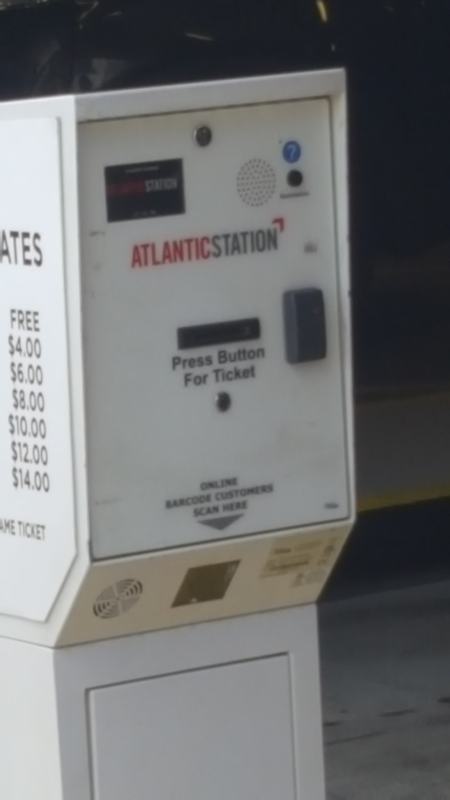 ATES
FREE
$4.00
$6.00
$8.00
$10.00
$12.00
$14.00
AME TICKET
ATLANTICSTATION
?
ATLANTICSTATION
Press Button
For Ticket
ONLINE
BARCODE CUSTOMERS
SCAN HERE